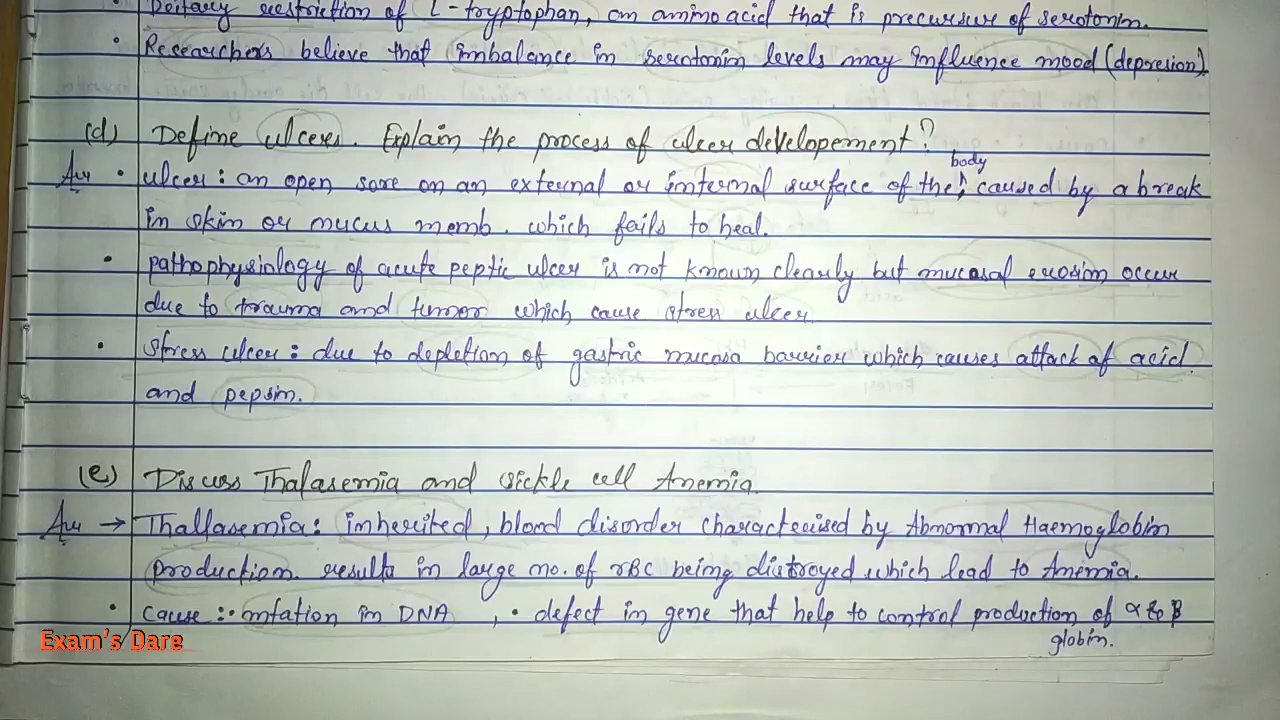 Deitary restriction of L-tryptophan, an amino acid that is precursur of serotonin.
• Researchers believe that imbalance in serotonin levels may influence mood (depresion)
(d) Define ulcers. Explain the process of ulcer developement?
Ans • ulcer: an open sore on an external or internal surface of the body caused by a break
in skin or mucus memb. which fails to heal.
• pathophysiology of acute peptic ulcer is not known clearly but mucosal erosion occur
due to trauma and tumor which cause stress ulcer
• stress ulcer: due to depletion of gastric mucosa barrier which causes attack of acid
and pepsin.
(e) Discuss Thalasemia and sickle cell Anemia.
Ans → Thallasemia: inherited, blood disorder characterised by Abnormal Haemoglobin
production. results in large no. of RBC being distroyed which lead to Anemia.
• cause: • mtation in DNA, • defect in gene that help to control production of α & β
globin.
Exam's Dare